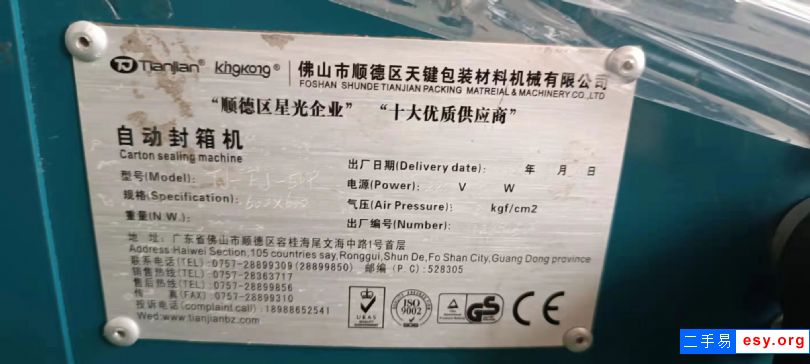 TJ Tianjian® kingkong® 佛山市顺德区天键包装材料机械有限公司
FOSHAN SHUNDE TIANJIAN PACKING MATREIAL & MACHINERY CO.,LTD
“顺德区星光企业” “十大优质供应商”
自动封箱机
Carton sealing machine
出厂日期(Delivery date): 年 月 日
型号(Model): TJ-FJ-50P
电源(Power): V W
规格(Specification): 500X600
气压(Air Pressure): kgf/cm2
重量(N.W.):
出厂编号(Number):
地 址:广东省佛山市顺德区容桂海尾文海中路1号首层
Address:Haiwei Section,105 countries say,Ronggui,Shun De,Fo Shan City,Guang Dong province
联系电话(TEL):0757-28899309(28899850) 邮编(P.C):528305
销售热线(TEL):0757-28363717
售后热线(TEL):0757-28899856
传 真(FAX):0757-28899310
投诉电话(complaint call):18988652541
Wed:www.tianjianbz.com
UKAS
ISO 9002
GS
CE
二手易 esy.org